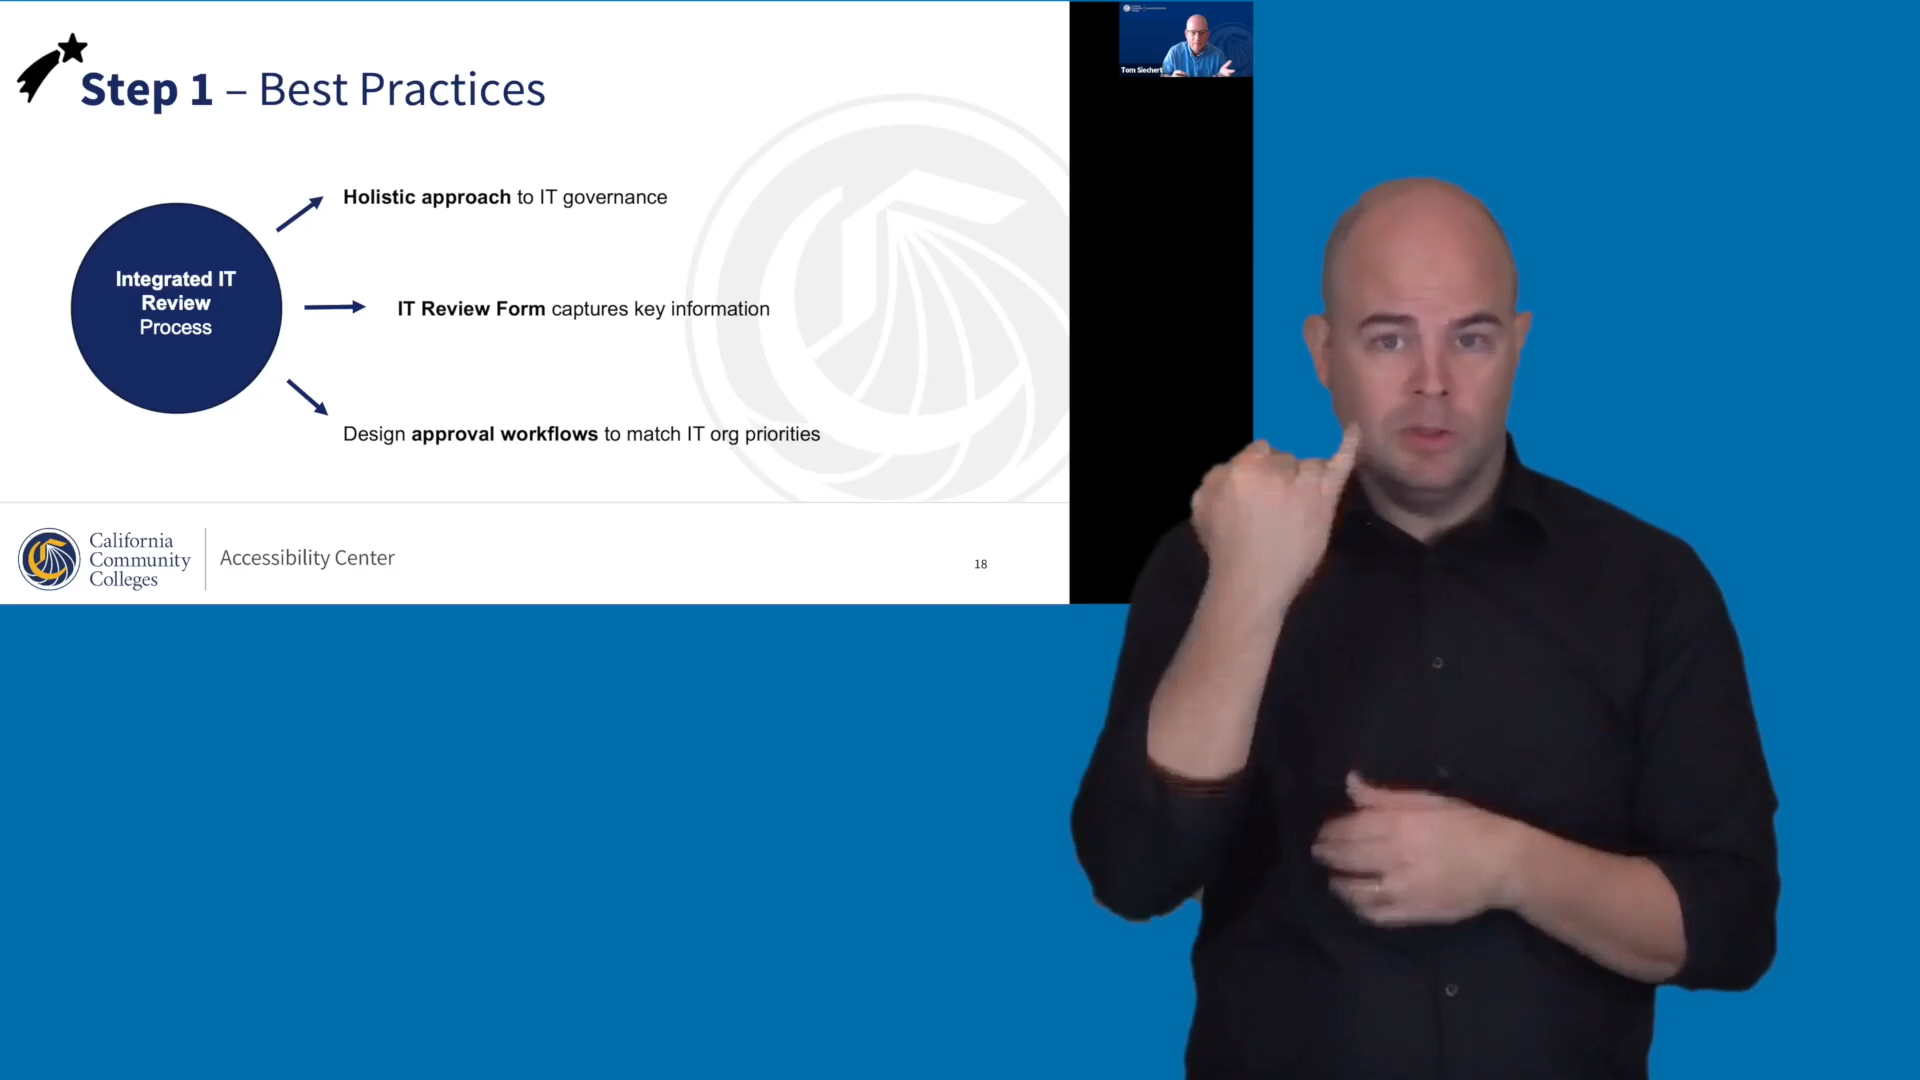 Step 1 – Best Practices
Holistic approach to IT governance
Integrated IT
Review
Process
IT Review Form captures key information
Design approval workflows to match IT org priorities
California
Community
Colleges
Accessibility Center
18
Tom Siechert